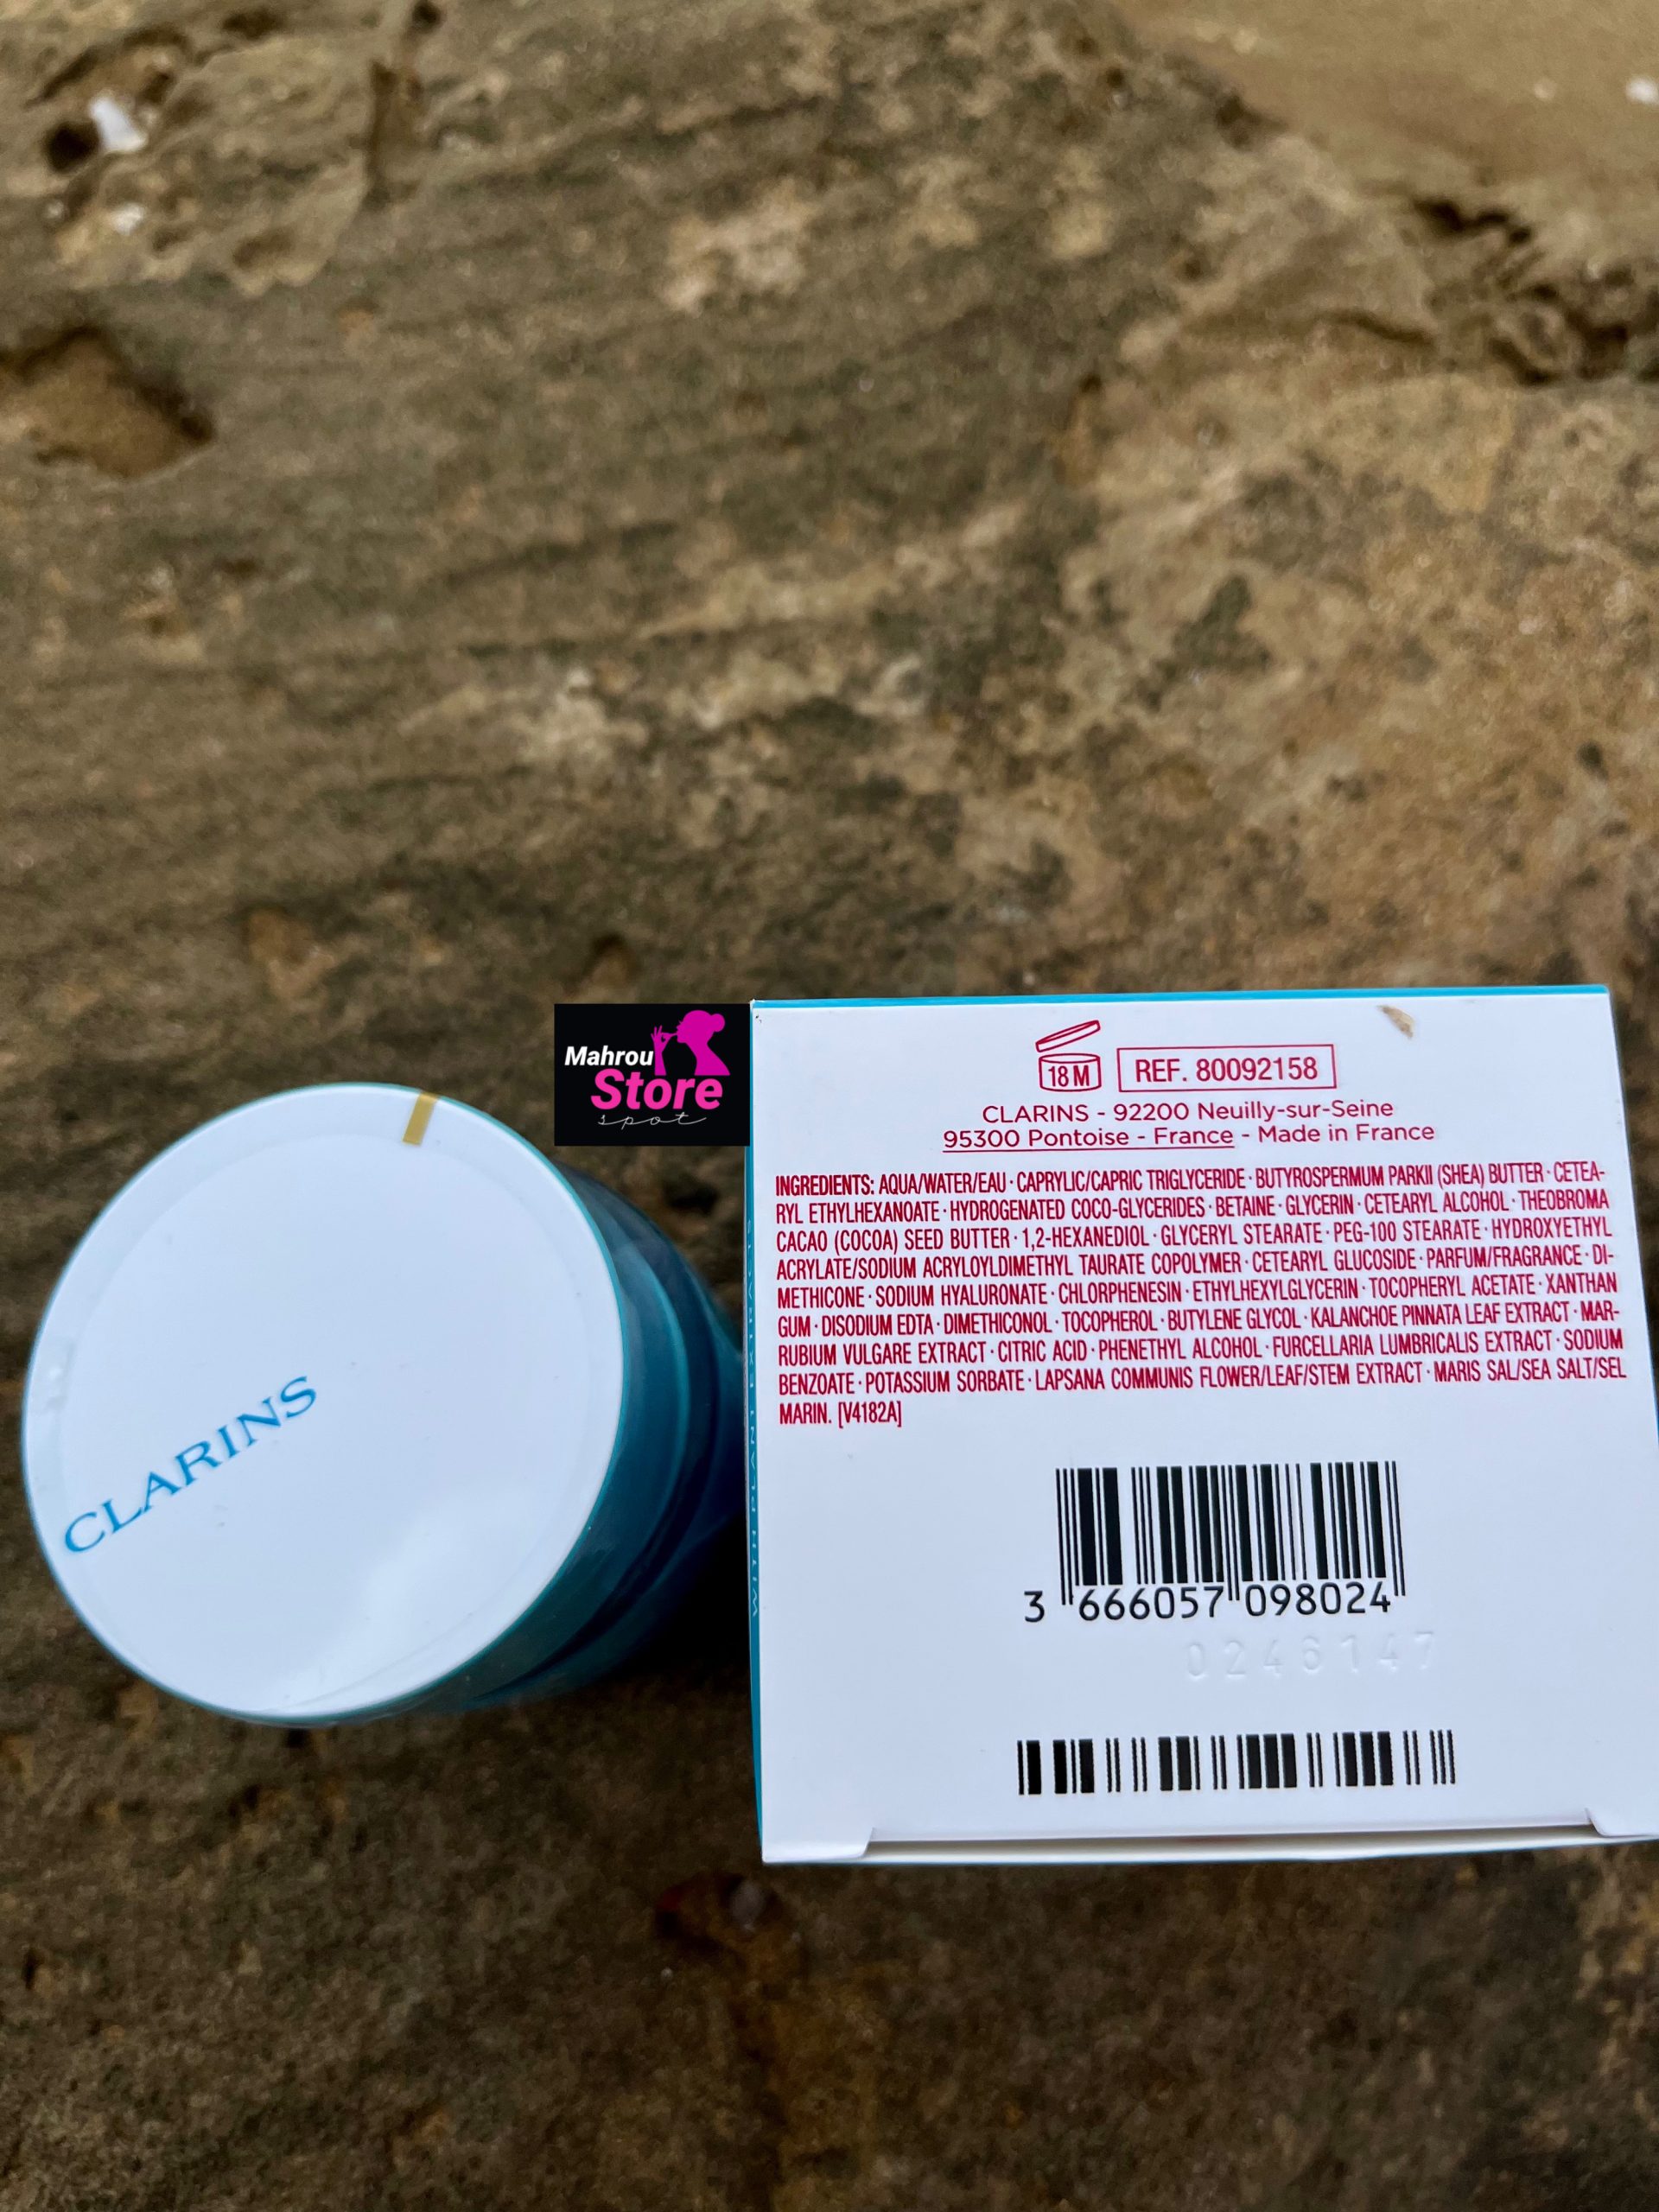 Mahrou
Store
spot
18 M
REF. 80092158
CLARINS - 92200 Neuilly-sur-Seine
95300 Pontoise - France - Made in France
INGREDIENTS: AQUA/WATER/EAU · CAPRYLIC/CAPRIC TRIGLYCERIDE · BUTYROSPERMUM PARKII (SHEA) BUTTER · CETEA-
RYL ETHYLHEXANOATE · HYDROGENATED COCO-GLYCERIDES · BETAINE · GLYCERIN · CETEARYL ALCOHOL · THEOBROMA
CACAO (COCOA) SEED BUTTER · 1,2-HEXANEDIOL · GLYCERYL STEARATE · PEG-100 STEARATE · HYDROXYETHYL
ACRYLATE/SODIUM ACRYLOYLDIMETHYL TAURATE COPOLYMER · CETEARYL GLUCOSIDE · PARFUM/FRAGRANCE · DI-
METHICONE · SODIUM HYALURONATE · CHLORPHENESIN · ETHYLHEXYLGLYCERIN · TOCOPHERYL ACETATE · XANTHAN
GUM · DISODIUM EDTA · DIMETHICONOL · TOCOPHEROL · BUTYLENE GLYCOL · KALANCHOE PINNATA LEAF EXTRACT · MAR-
RUBIUM VULGARE EXTRACT · CITRIC ACID · PHENETHYL ALCOHOL · FURCELLARIA LUMBRICALIS EXTRACT · SODIUM
BENZOATE · POTASSIUM SORBATE · LAPSANA COMMUNIS FLOWER/LEAF/STEM EXTRACT · MARIS SAL/SEA SALT/SEL
MARIN. [V4182A]
CLARINS
3 666057 098024
0246147
WITH PLANT EXTRACTS